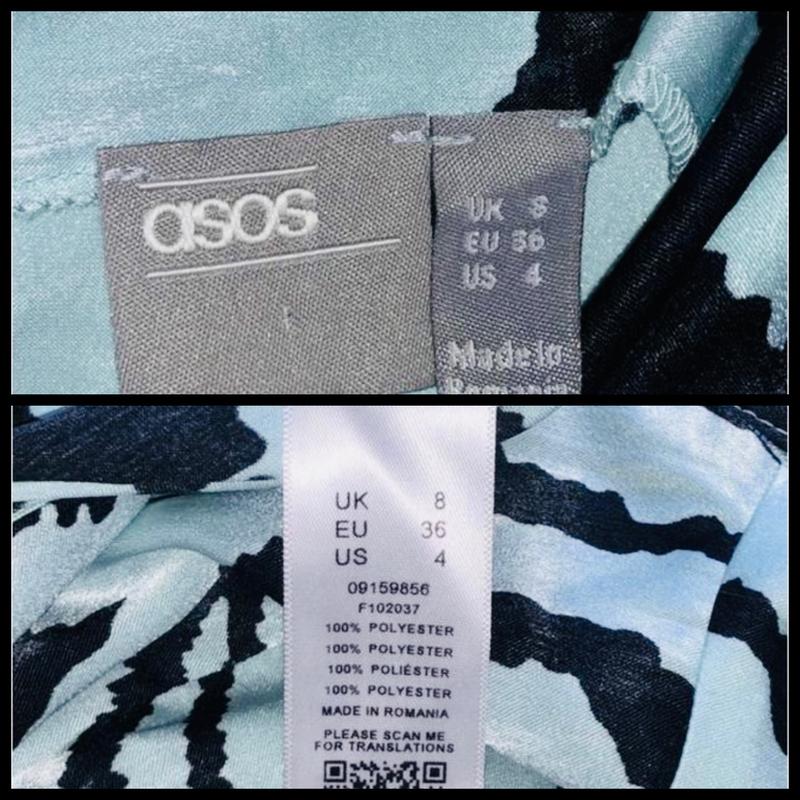 asos
UK 8
EU 36
US 4
Made in
Romania
UK 8
EU 36
US 4
09159856
F102037
100% POLYESTER
100% POLYESTER
100% POLIÉSTER
100% POLYESTER
MADE IN ROMANIA
PLEASE SCAN ME
FOR TRANSLATIONS